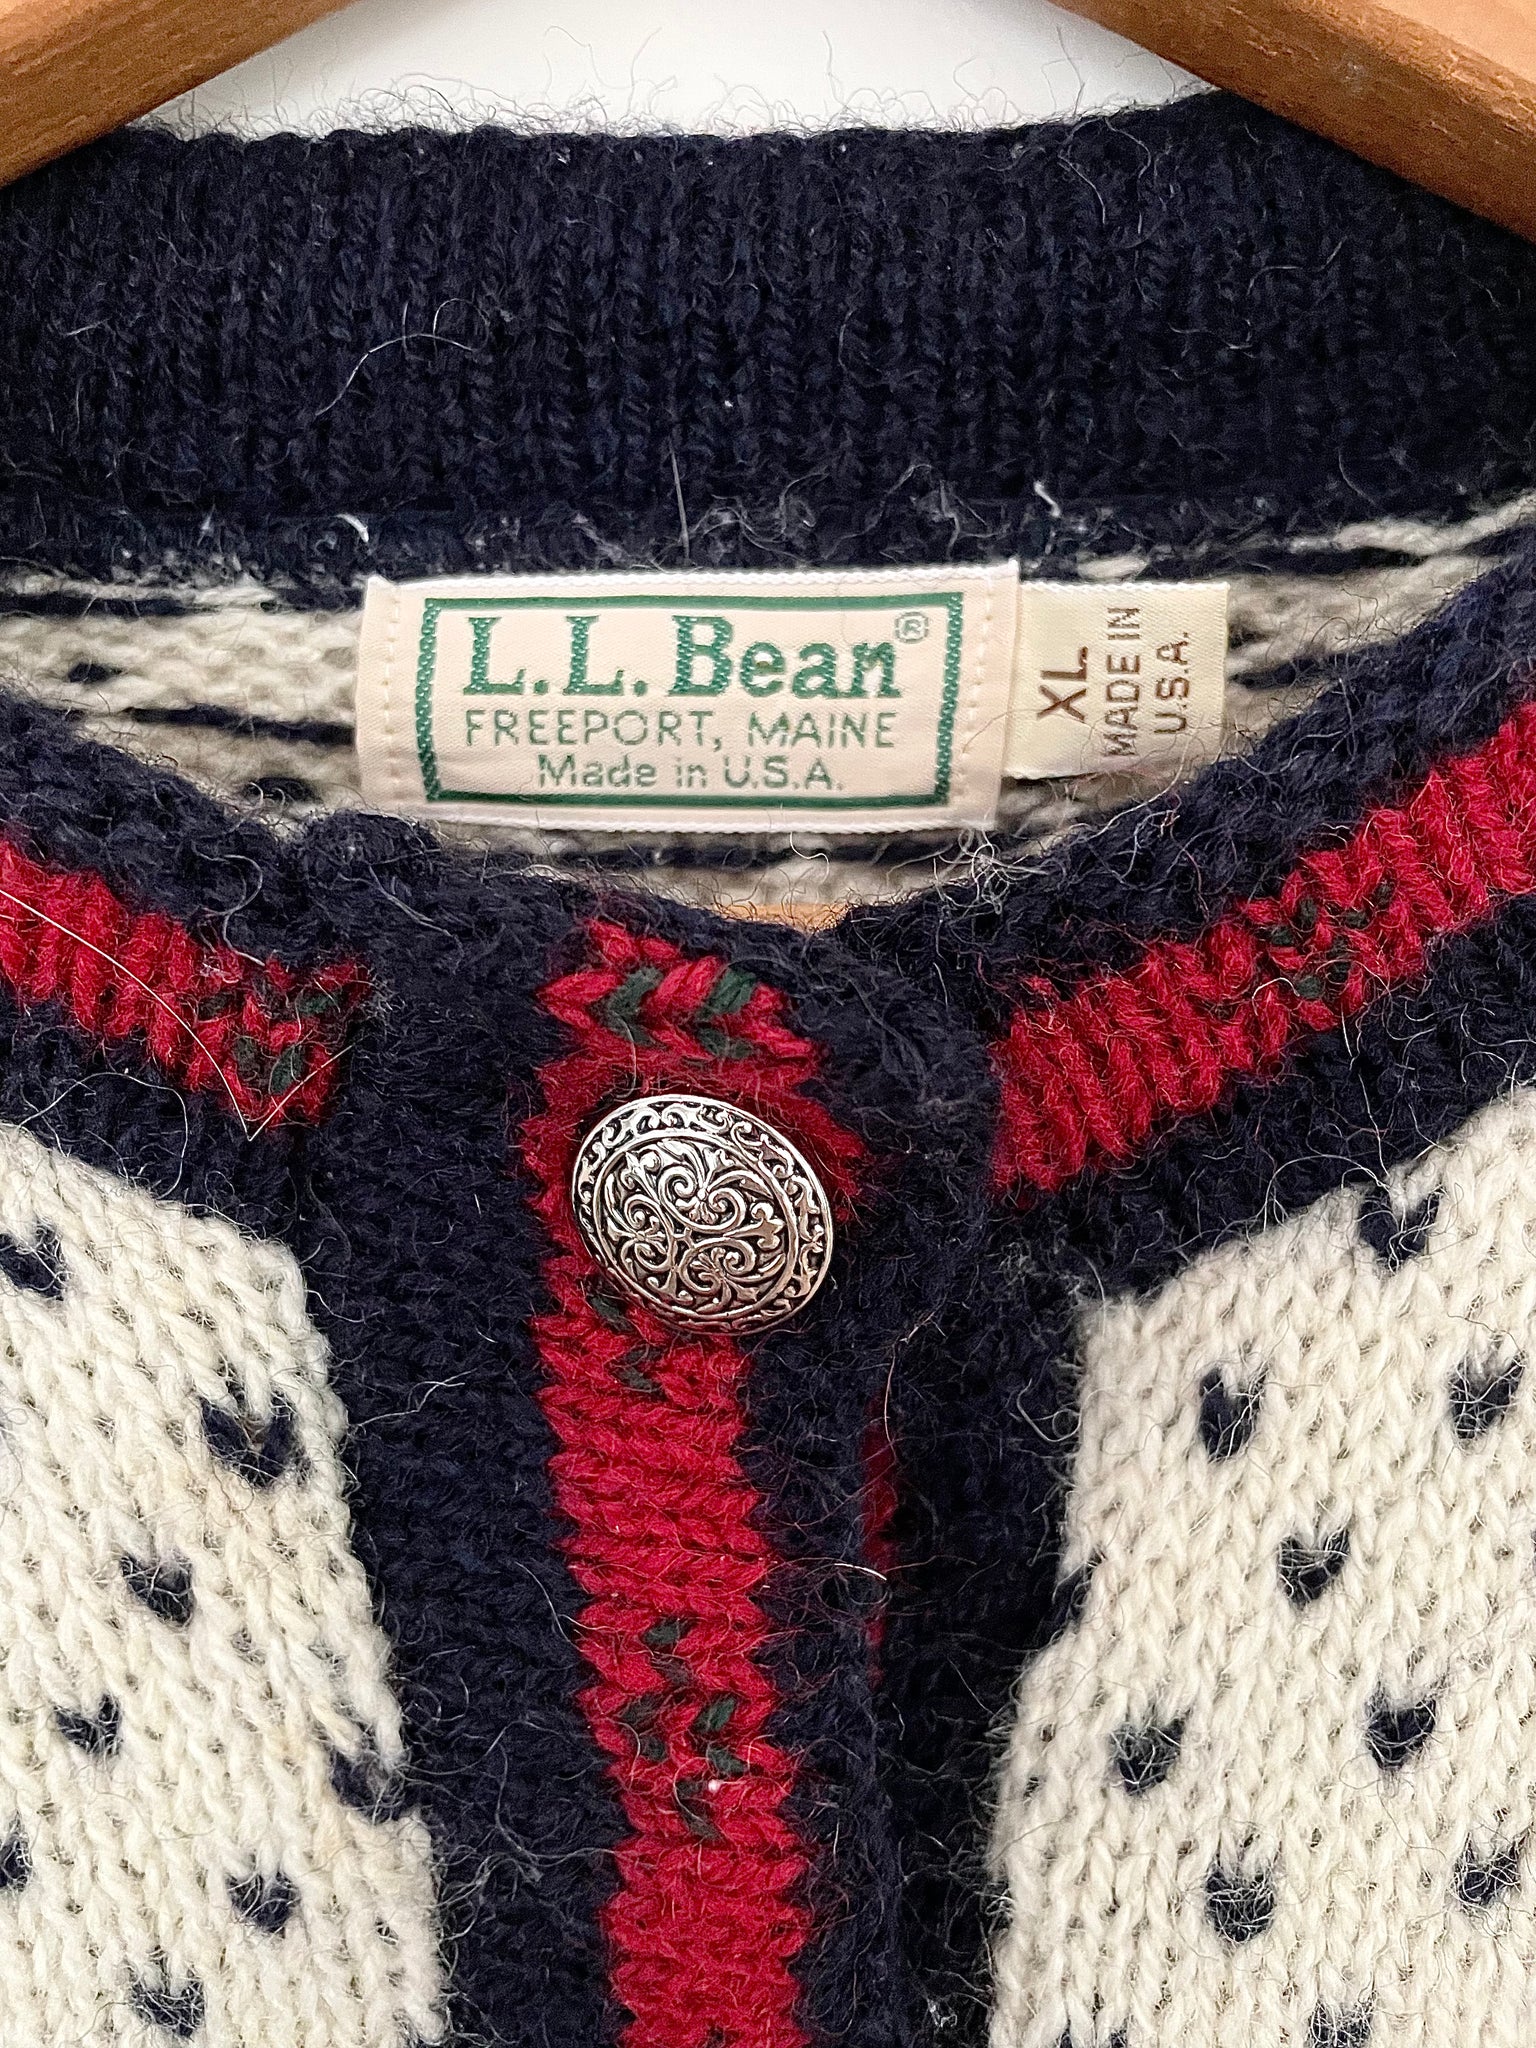 L.L.Bean®
FREEPORT, MAINE
Made in U.S.A.
XL
MADE IN
U.S.A.